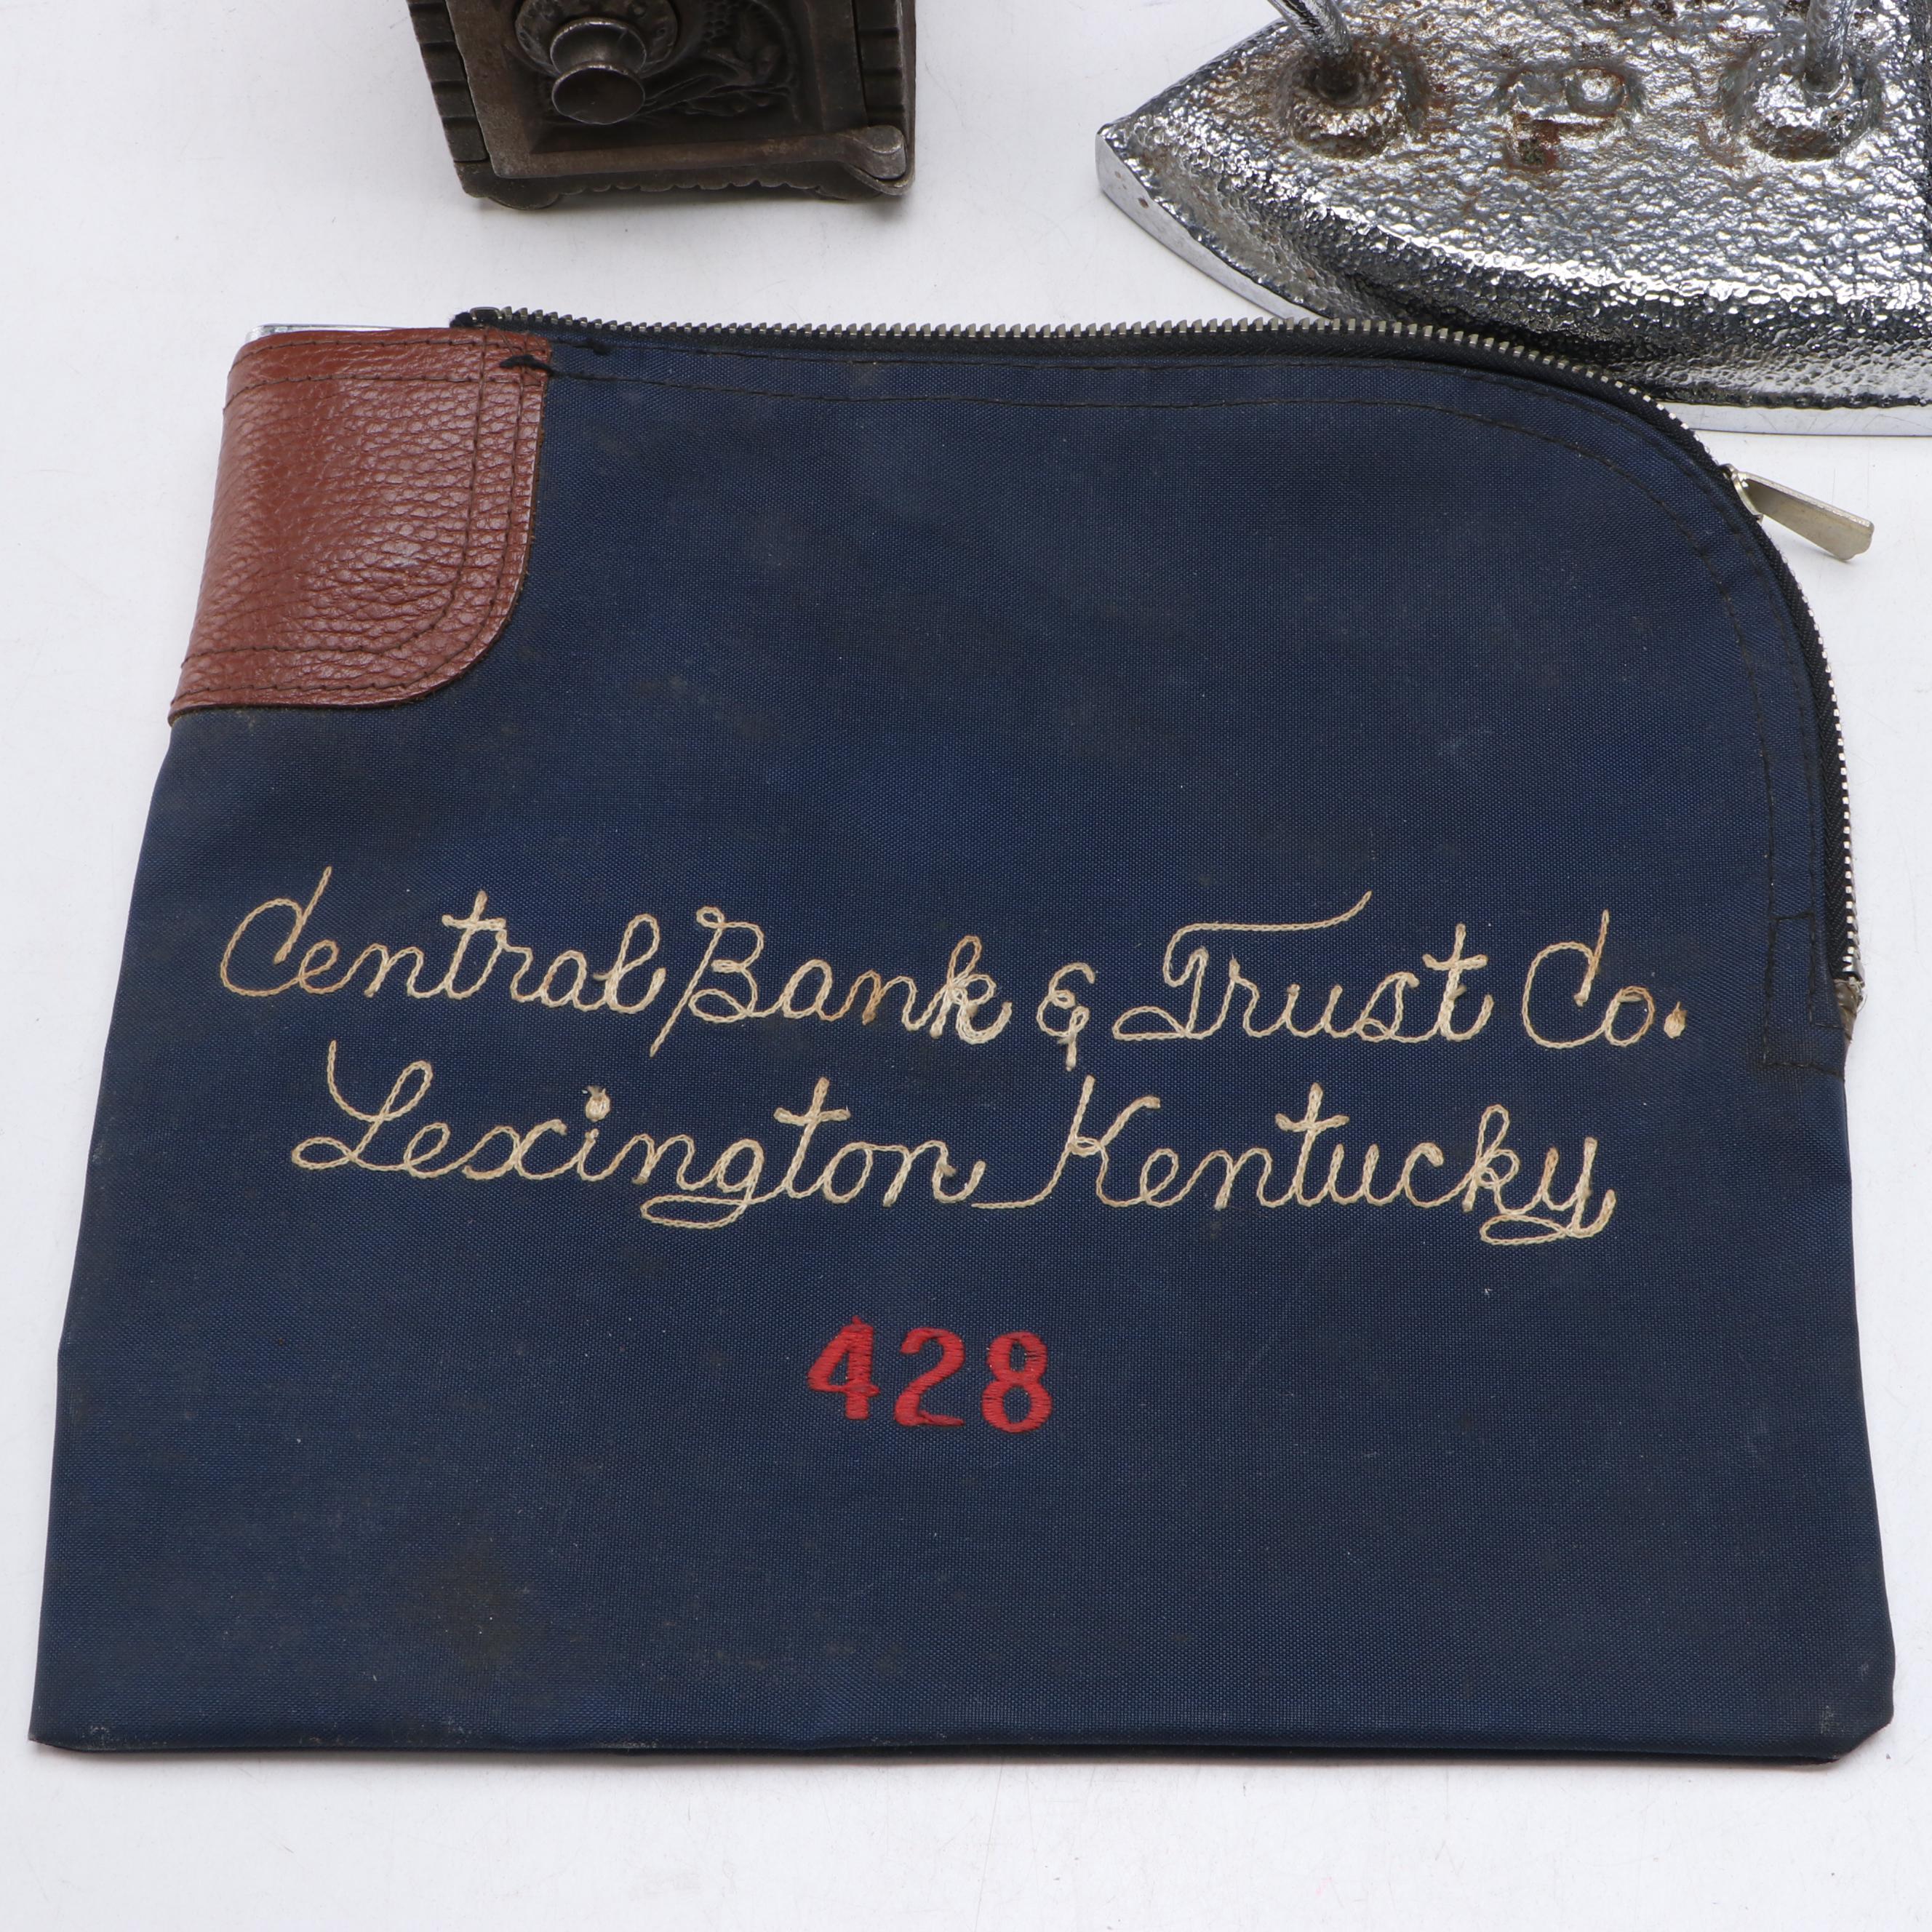 Central Bank & Trust Co.
Lexington, Kentucky
428